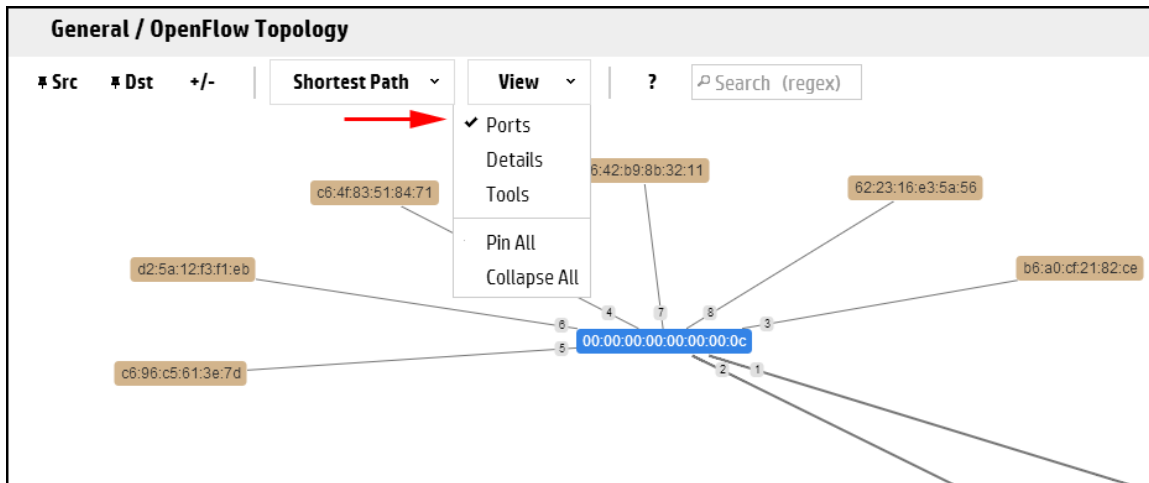 General / OpenFlow Topology
Src Dst +/- Shortest Path View ? Search (regex)
Ports
Details
Tools
Pin All
Collapse All
6:42:b9:8b:32:11
c6:4f:83:51:84:71
62:23:16:e3:5a:56
d2:5a:12:f3:f1:eb
b6:a0:cf:21:82:ce
4 7 8 3
6
00:00:00:00:00:00:00:0c
5
c6:96:c5:61:3e:7d
2 1